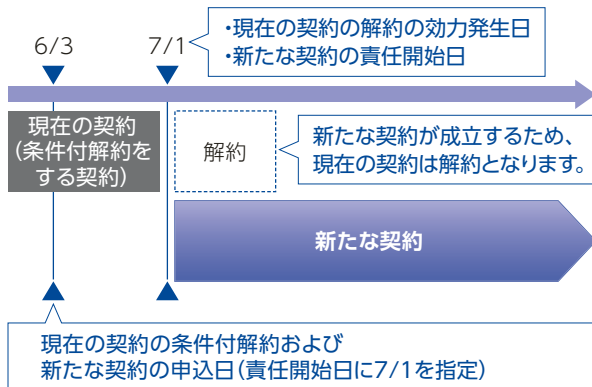 6/3
7/1
・現在の契約の解約の効力発生日
・新たな契約の責任開始日
現在の契約
(条件付解約を
する契約)
解約
新たな契約が成立するため、
現在の契約は解約となります。
新たな契約
現在の契約の条件付解約および
新たな契約の申込日(責任開始日に7/1を指定)